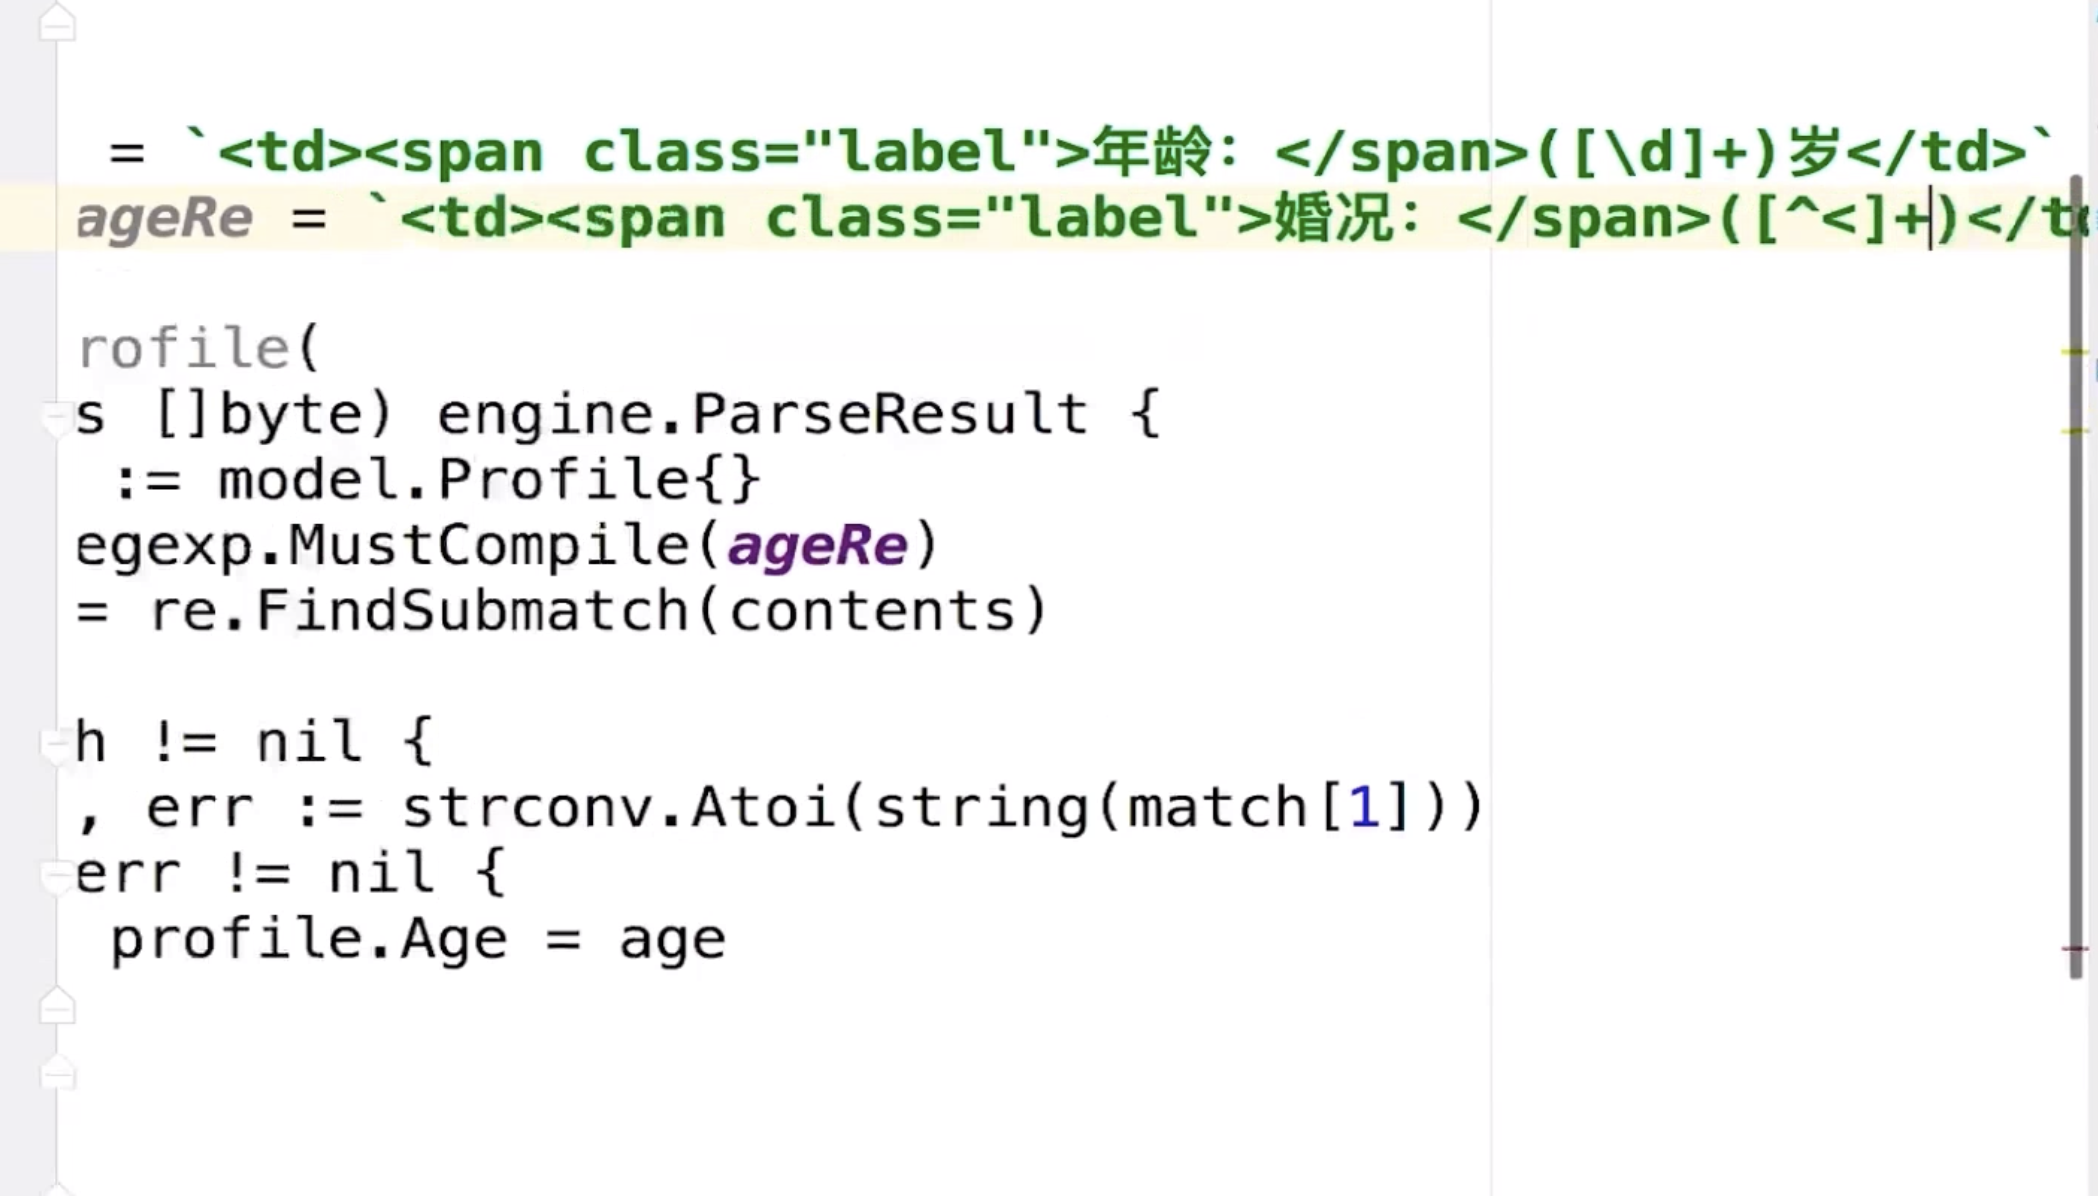 = `<td><span class="label">年龄：</span>([\d]+)岁</td>`
ageRe = `<td><span class="label">婚况：</span>([^<]+)</t
rofile(
s []byte) engine.ParseResult {
:= model.Profile{}
egexp.MustCompile(ageRe)
= re.FindSubmatch(contents)
h != nil {
, err := strconv.Atoi(string(match[1]))
err != nil {
profile.Age = age